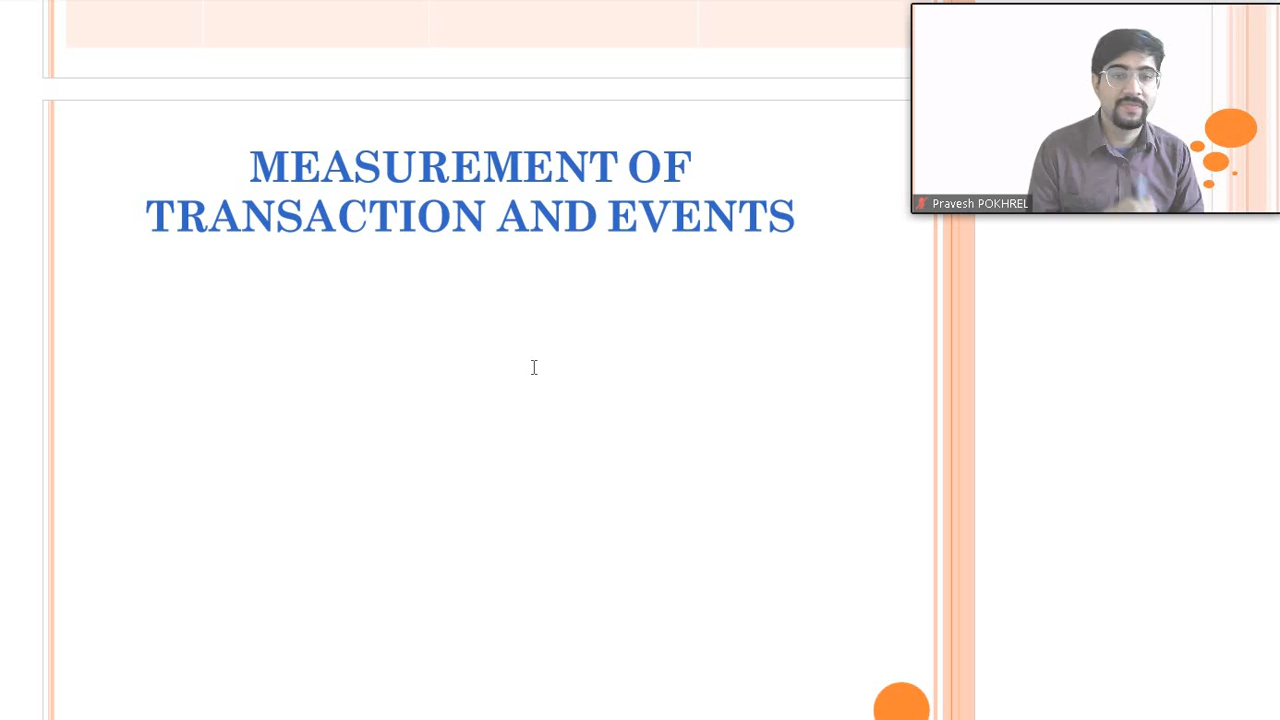 MEASUREMENT OF
TRANSACTION AND EVENTS
Pravesh POKHREL